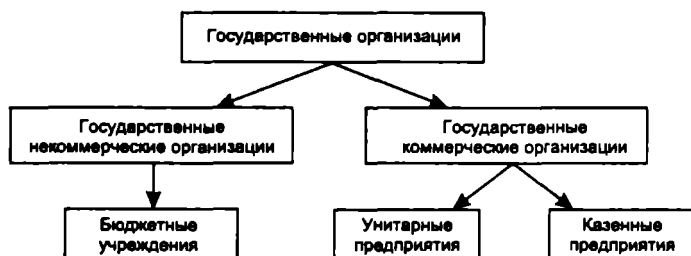 Государственные организации
Государственные
некоммерческие организации
Государственные
коммерческие организации
Бюджетные
учреждения
Унитарные
предприятия
Казенные
предприятия